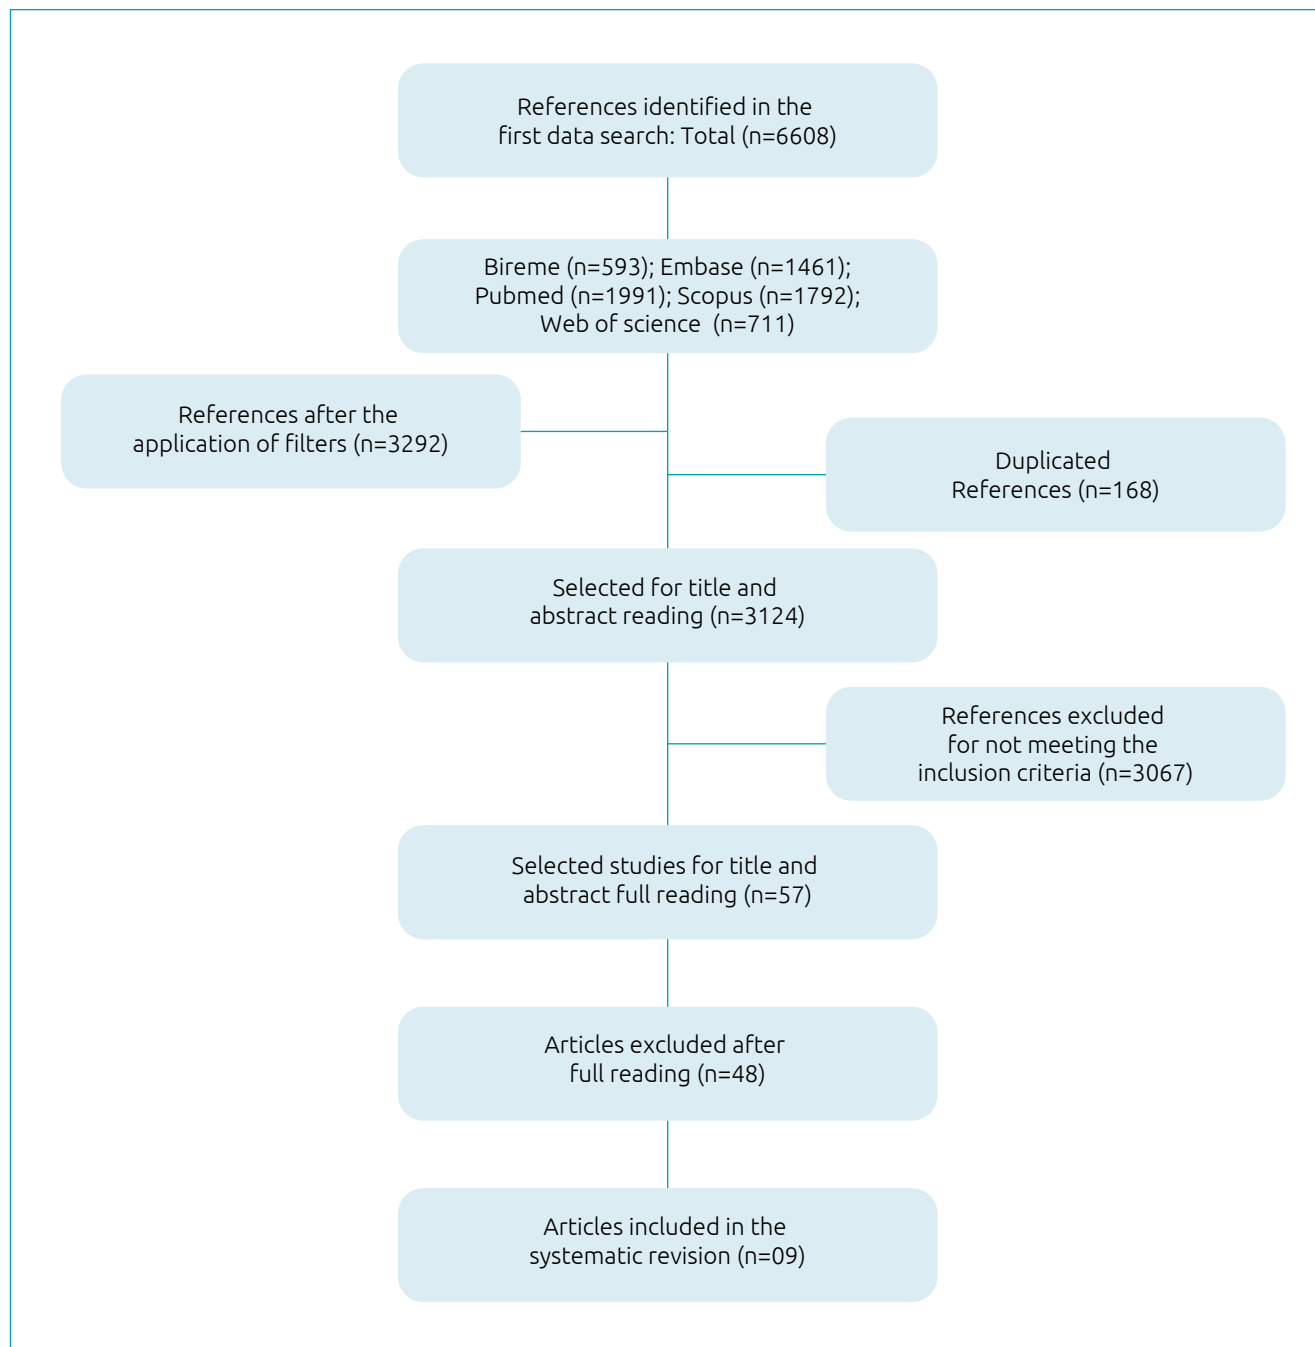 References identified in the
first data search: Total (n=6608)
Bireme (n=593); Embase (n=1461);
Pubmed (n=1991); Scopus (n=1792);
Web of science  (n=711)
References after the
application of filters (n=3292)
Duplicated
References (n=168)
Selected for title and
abstract reading (n=3124)
References excluded
for not meeting the
inclusion criteria (n=3067)
Selected studies for title and
abstract full reading (n=57)
Articles excluded after
full reading (n=48)
Articles included in the
systematic revision (n=09)